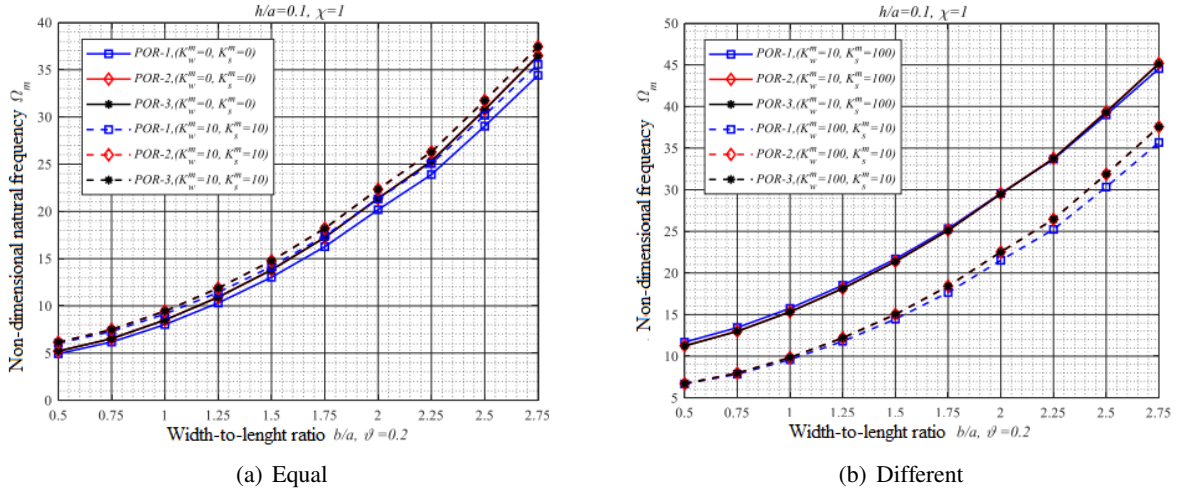 h/a=0.1, χ=1
Non-dimensional natural frequency Ω_m
40
35
30
25
20
15
10
5
0
POR-1,(K_w^m=0, K_s^m=0)
POR-2,(K_w^m=0, K_s^m=0)
POR-3,(K_w^m=0, K_s^m=0)
POR-1,(K_w^m=10, K_s^m=10)
POR-2,(K_w^m=10, K_s^m=10)
POR-3,(K_w^m=10, K_s^m=10)
0.5 0.75 1 1.25 1.5 1.75 2 2.25 2.5 2.75
Width-to-lenght ratio b/a, ϑ=0.2
(a) Equal
h/a=0.1, χ=1
Non-dimensional frequency Ω_m
50
45
40
35
30
25
20
15
10
5
POR-1,(K_w^m=10, K_s^m=100)
POR-2,(K_w^m=10, K_s^m=100)
POR-3,(K_w^m=10, K_s^m=100)
POR-1,(K_w^m=100, K_s^m=10)
POR-2,(K_w^m=100, K_s^m=10)
POR-3,(K_w^m=100, K_s^m=10)
0.5 0.75 1 1.25 1.5 1.75 2 2.25 2.5 2.75
Width-to-lenght ratio b/a, ϑ=0.2
(b) Different